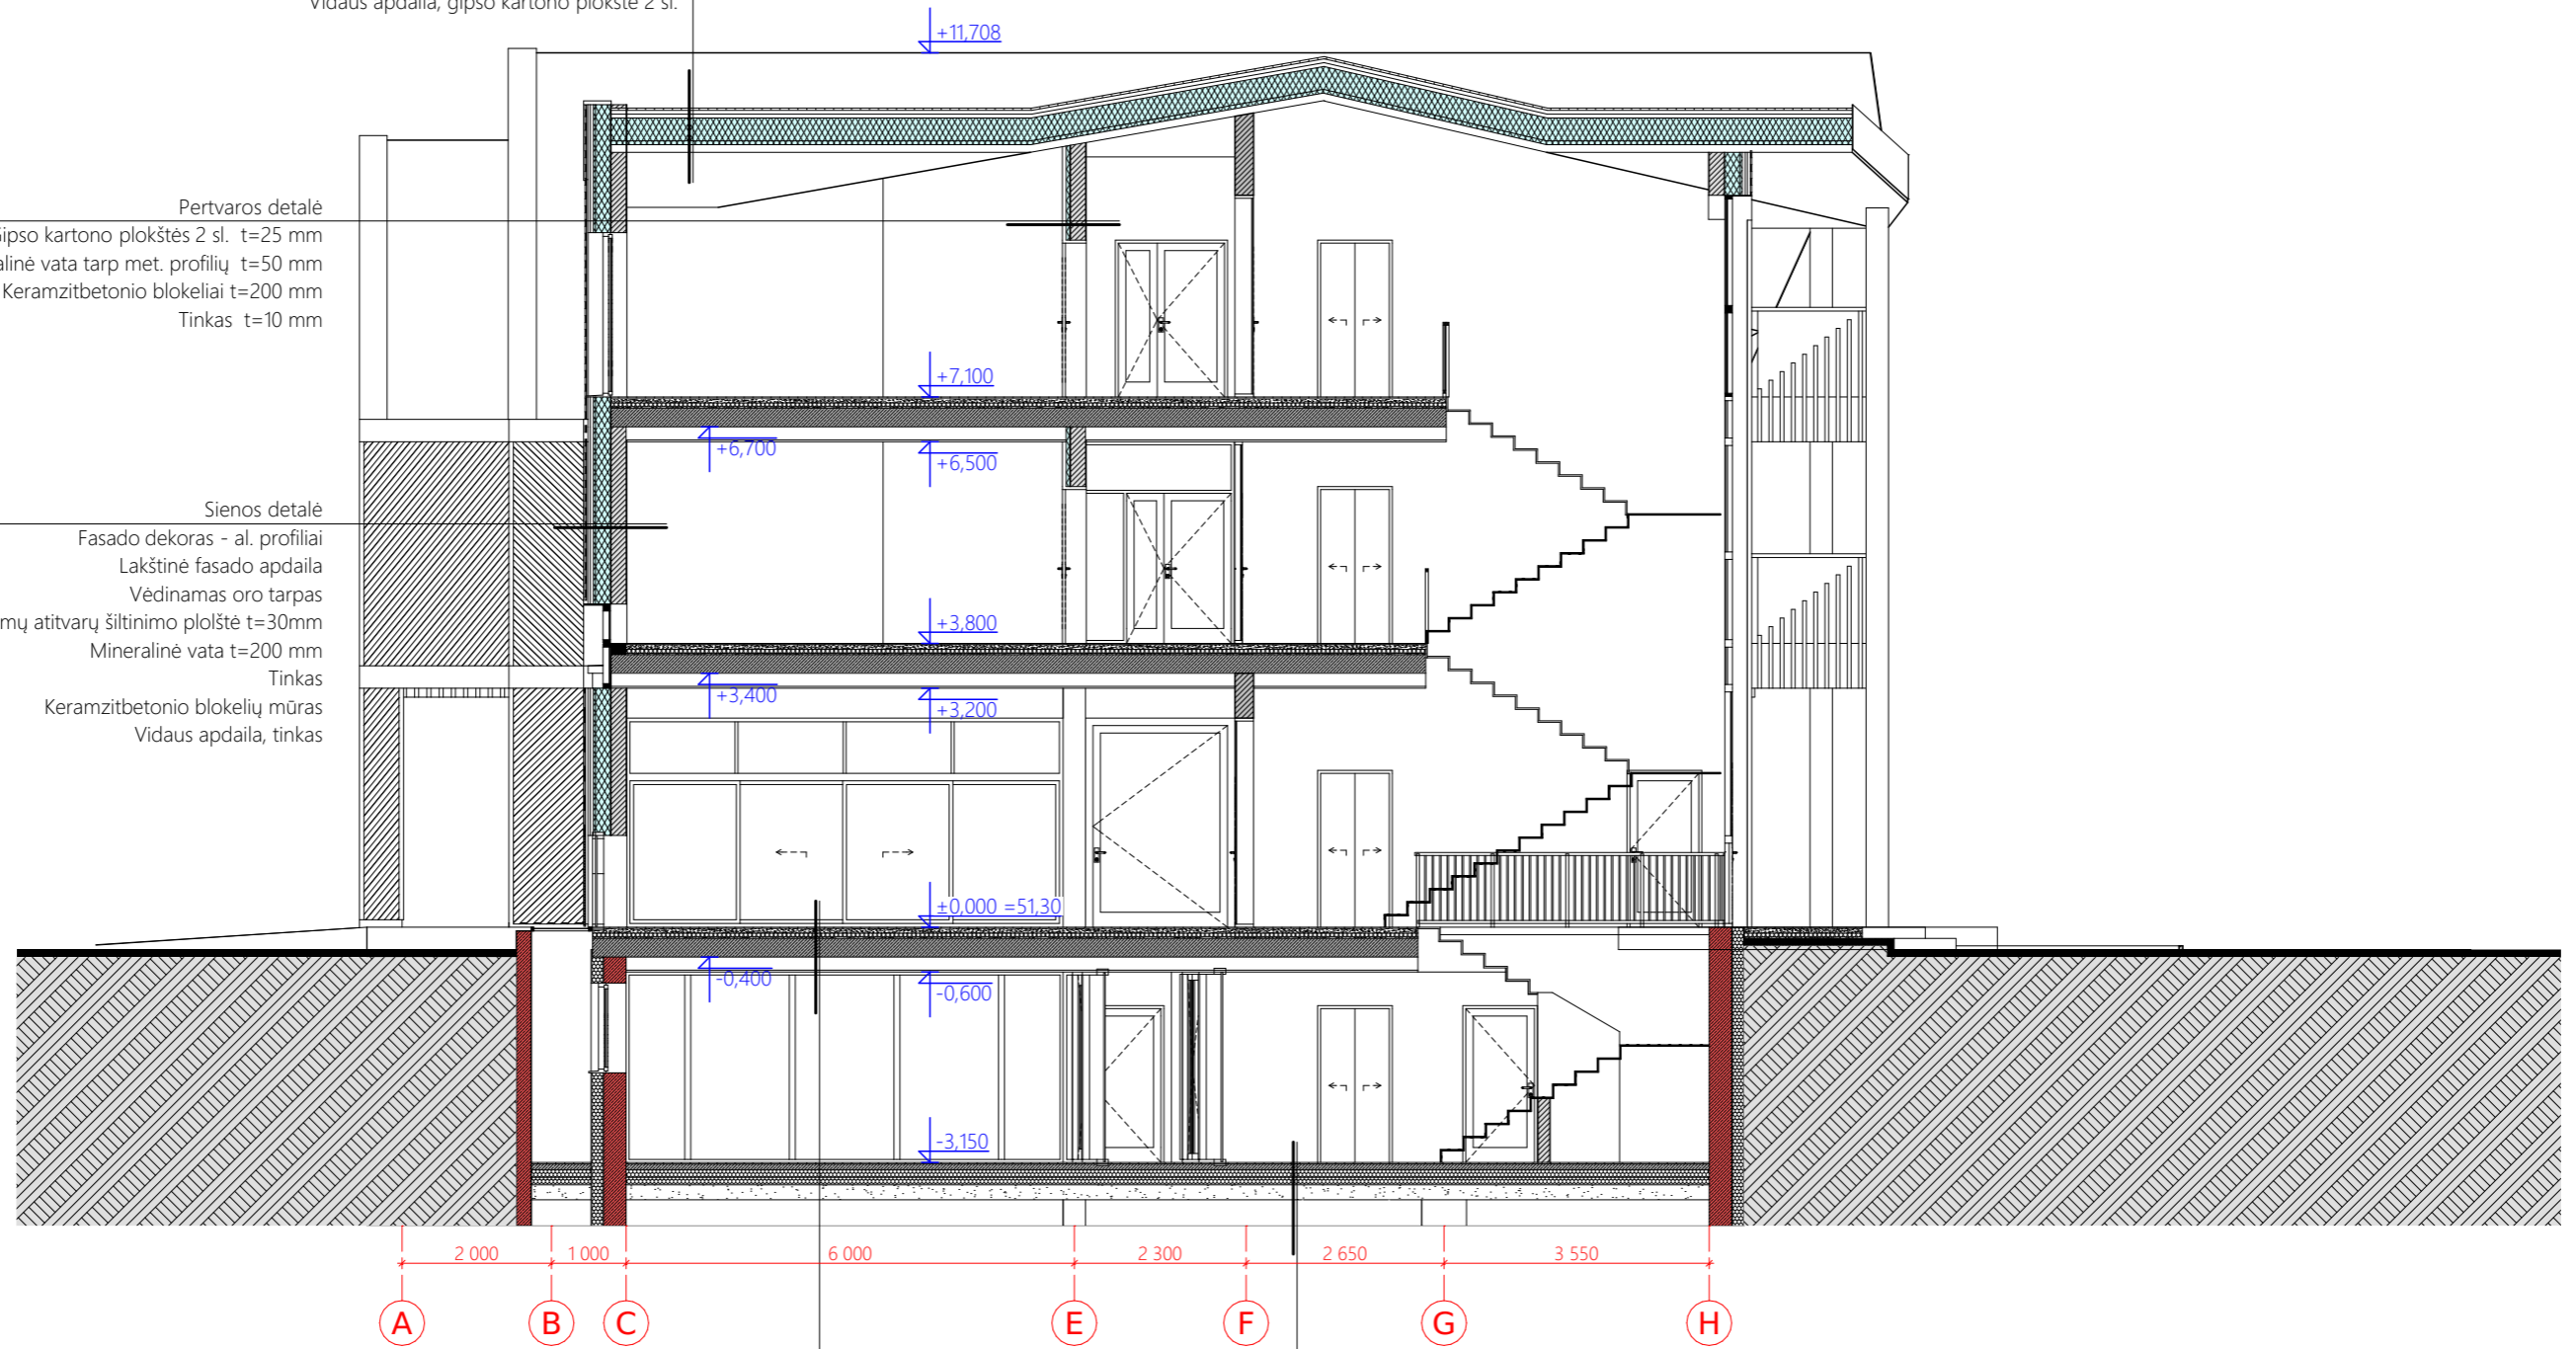 Vidaus apdaila, gipso kartono plokštė 2 sl.
+11,708
Pertvaros detalė
Gipso kartono plokštės 2 sl. t=25 mm
alinė vata tarp met. profilių t=50 mm
Keramzitbetonio blokeliai t=200 mm
Tinkas t=10 mm
+7,100
+6,700
+6,500
Sienos detalė
Fasado dekoras - al. profiliai
Lakštinė fasado apdaila
Vėdinamas oro tarpas
mų atitvarų šiltinimo plolštė t=30mm
Mineralinė vata t=200 mm
Tinkas
Keramzitbetonio blokelių mūras
Vidaus apdaila, tinkas
+3,800
+3,400
+3,200
±0,000 =51,30
-0,400
-0,600
-3,150
2 000 1 000 6 000 2 300 2 650 3 550
A B C E F G H